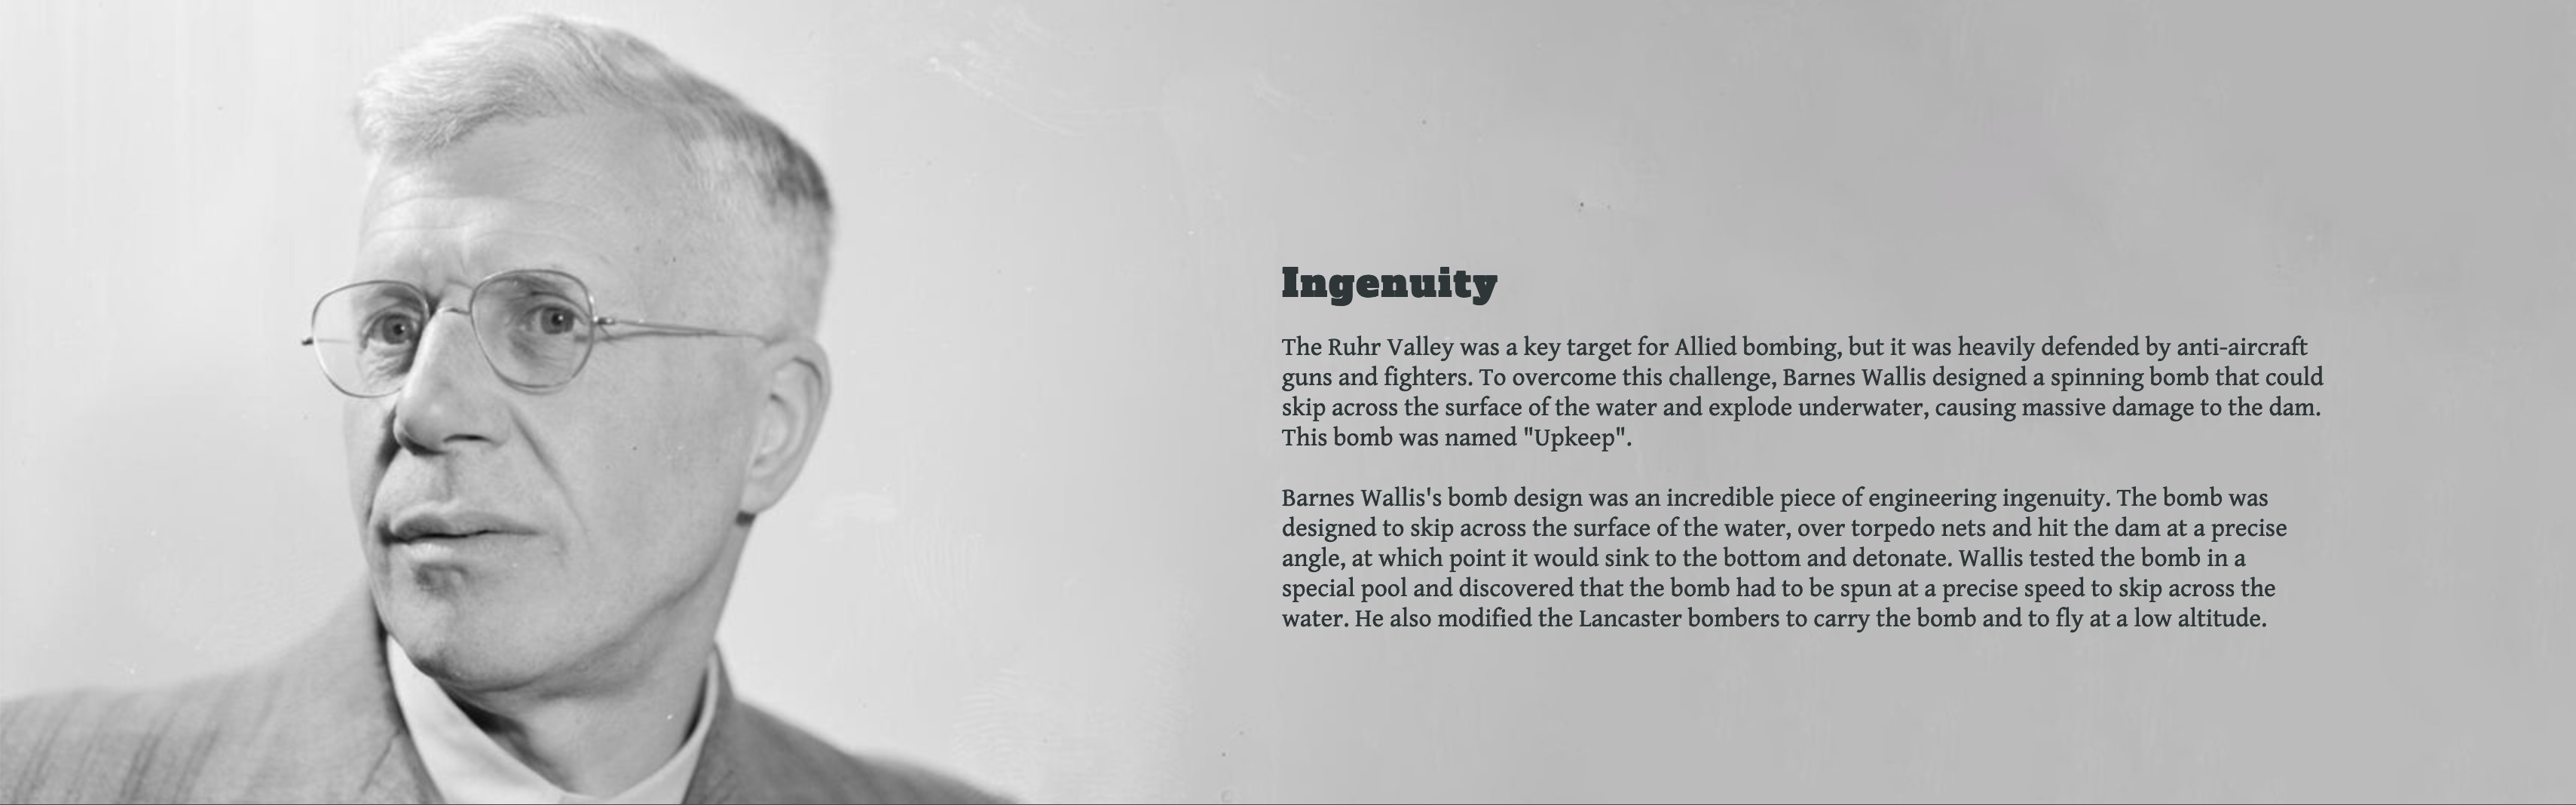 Ingenuity
The Ruhr Valley was a key target for Allied bombing, but it was heavily defended by anti-aircraft
guns and fighters. To overcome this challenge, Barnes Wallis designed a spinning bomb that could
skip across the surface of the water and explode underwater, causing massive damage to the dam.
This bomb was named "Upkeep".
Barnes Wallis's bomb design was an incredible piece of engineering ingenuity. The bomb was
designed to skip across the surface of the water, over torpedo nets and hit the dam at a precise
angle, at which point it would sink to the bottom and detonate. Wallis tested the bomb in a
special pool and discovered that the bomb had to be spun at a precise speed to skip across the
water. He also modified the Lancaster bombers to carry the bomb and to fly at a low altitude.